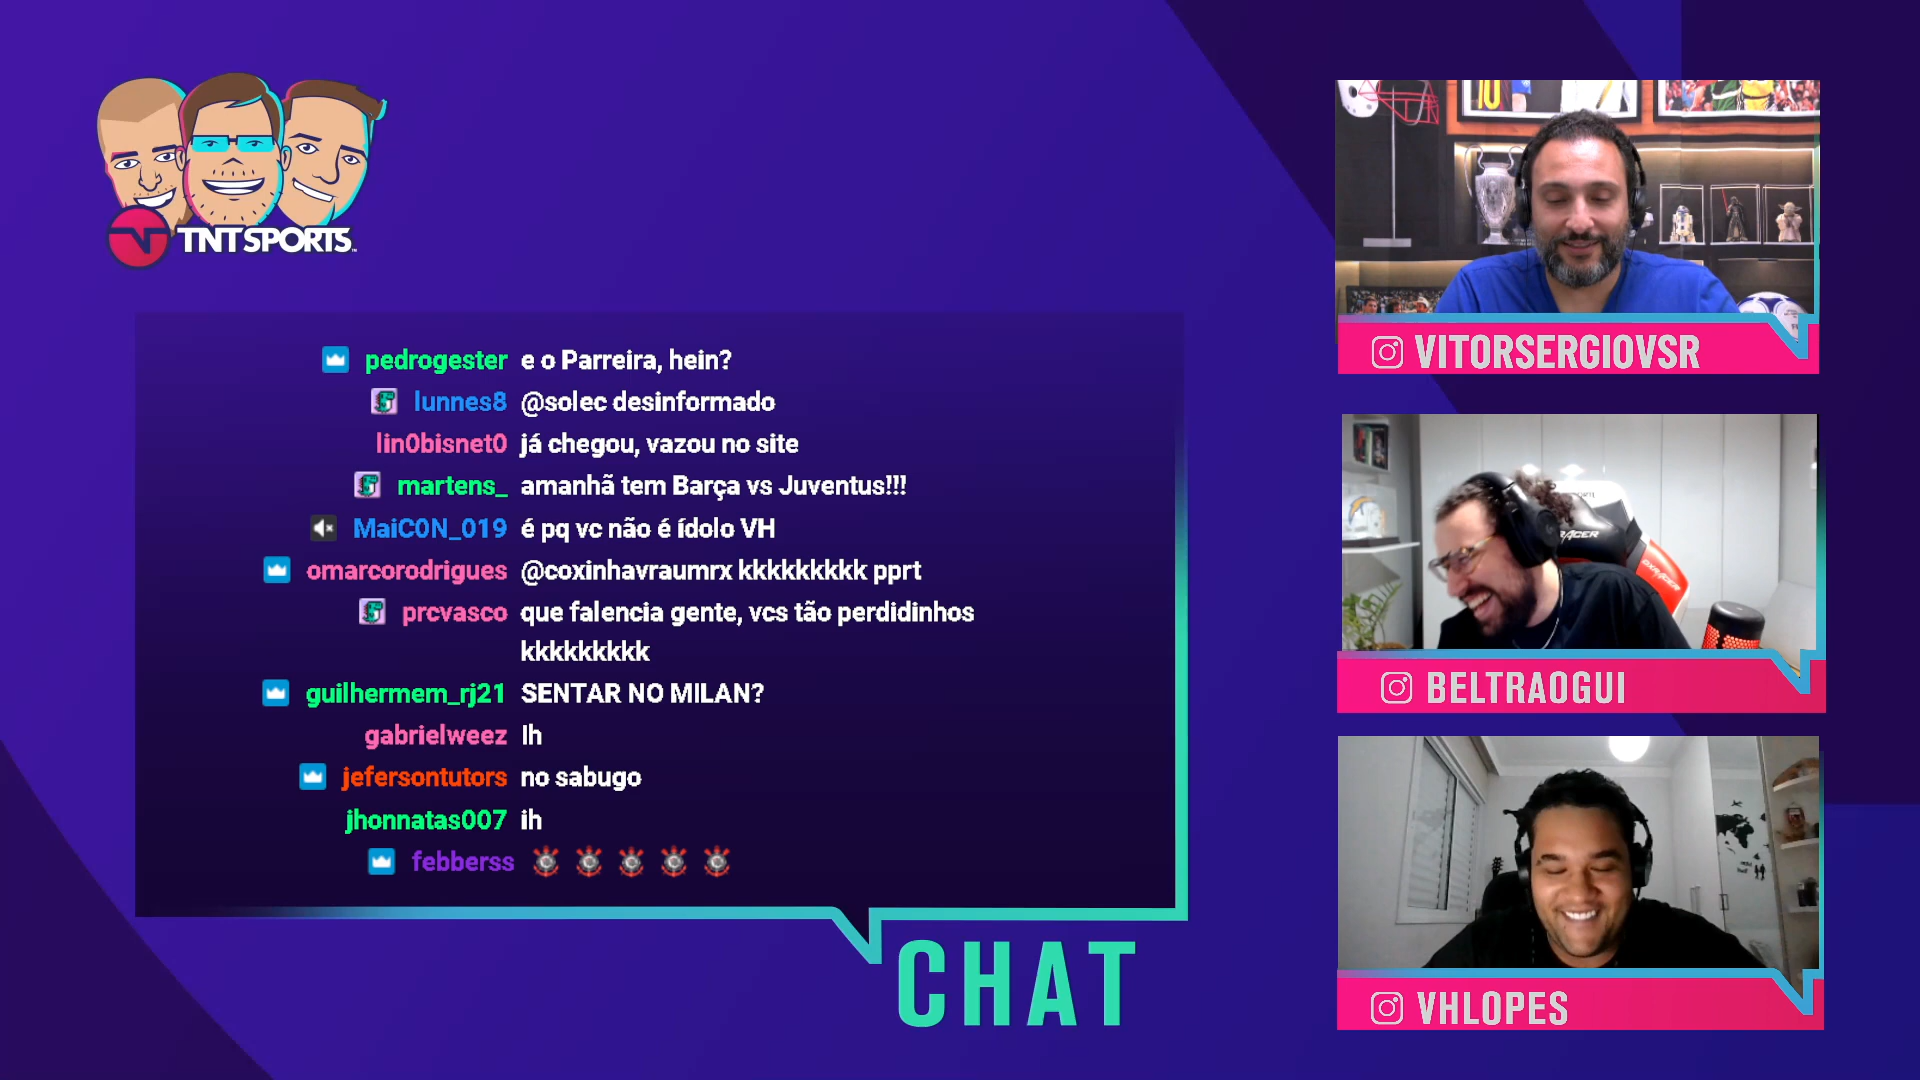 TNT SPORTS
pedrogester e o Parreira, hein?
lunnes8 @solec desinformado
lin0bisnet0 já chegou, vazou no site
martens_ amanhã tem Barça vs Juventus!!!
MaiC0N_019 é pq vc não é ídolo VH
omarcorodrigues @coxinhavraumrx kkkkkkkkk pprt
prcvasco que falencia gente, vcs tão perdidinhos
kkkkkkkkk
guilhermem_rj21 SENTAR NO MILAN?
gabrielweez Ih
jefersontutors no sabugo
jhonnatas007 ih
febberss
CHAT
10
VITORSERGIOVSR
BELTRAOGUI
VHLOPES